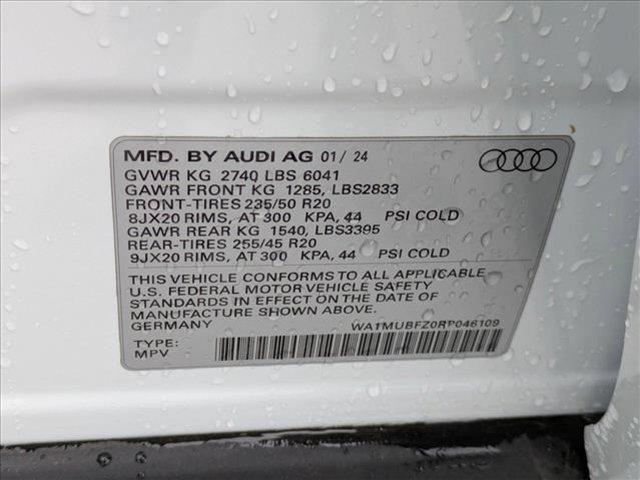 MFD. BY AUDI AG 01/ 24
GVWR KG 2740 LBS 6041
GAWR FRONT KG 1285, LBS2833
FRONT-TIRES 235/50 R20
8JX20 RIMS, AT 300 KPA, 44 PSI COLD
GAWR REAR KG 1540, LBS3395
REAR-TIRES 255/45 R20
9JX20 RIMS, AT 300 KPA, 44 PSI COLD
THIS VEHICLE CONFORMS TO ALL APPLICABLE
U.S. FEDERAL MOTOR VEHICLE SAFETY
STANDARDS IN EFFECT ON THE DATE OF
MANUFACTURE SHOWN ABOVE.
GERMANY WA1MUBFZ0RP046109
TYPE:
MPV